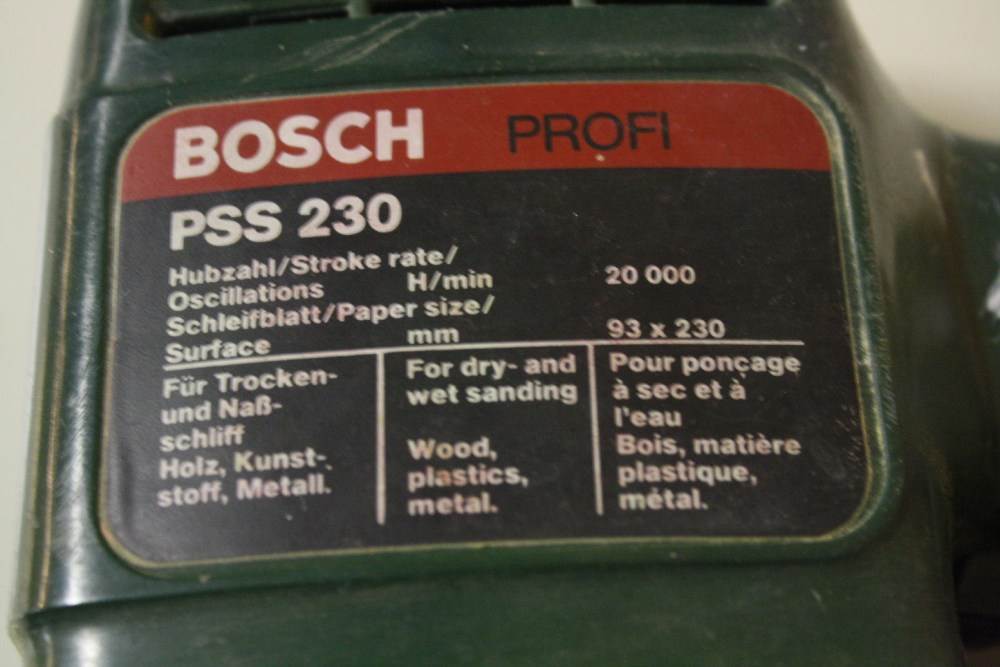 BOSCH PROFI
PSS 230
Hubzahl/Stroke rate/
Oscillations H/min 20 000
Schleifblatt/Paper size/
Surface mm 93 x 230
Für Trocken-
und Naß-
schliff
Holz, Kunst-
stoff, Metall.
For dry- and
wet sanding
Wood,
plastics,
metal.
Pour ponçage
à sec et à
l'eau
Bois, matière
plastique,
métal.